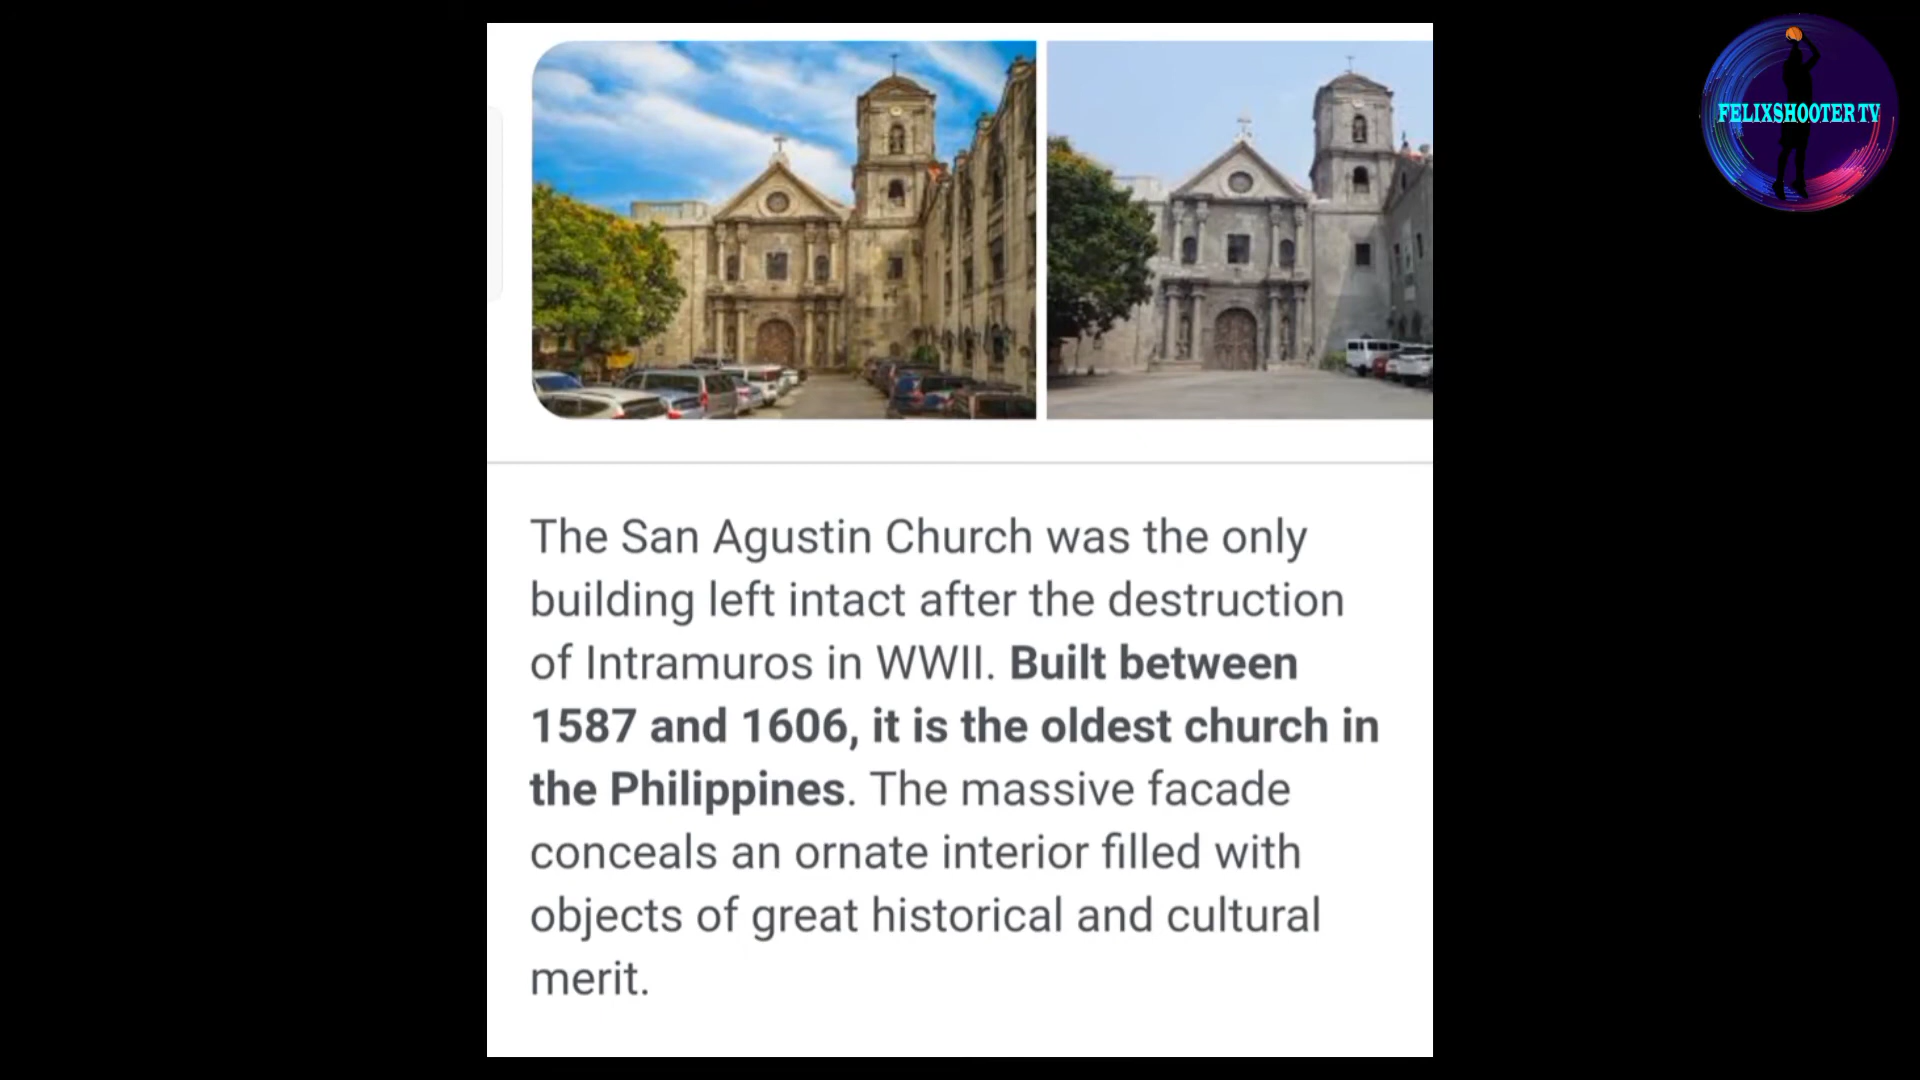 FELIXSHOOTER TV
The San Agustin Church was the only
building left intact after the destruction
of Intramuros in WWII. Built between
1587 and 1606, it is the oldest church in
the Philippines. The massive facade
conceals an ornate interior filled with
objects of great historical and cultural
merit.